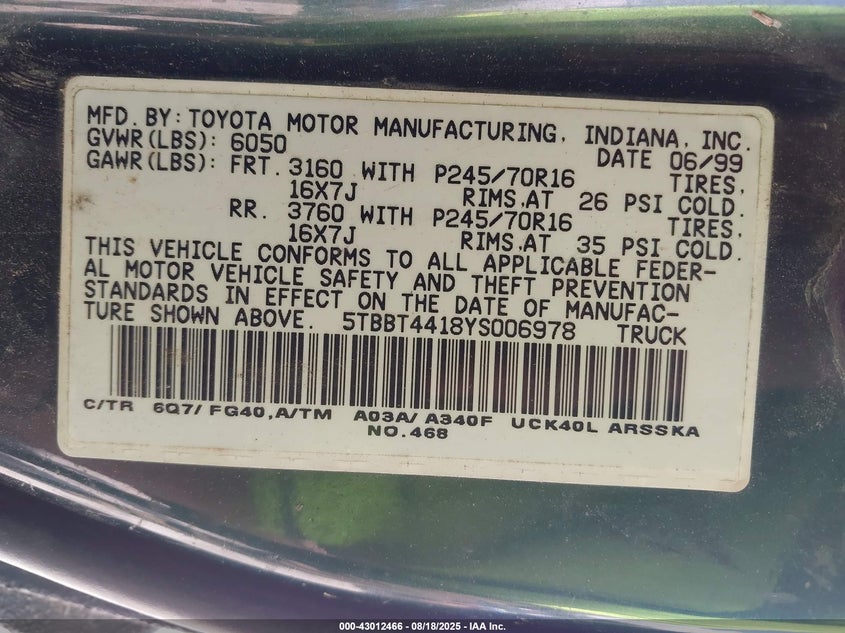 MFD. BY: TOYOTA MOTOR MANUFACTURING, INDIANA, INC.
GVWR(LBS): 6050 DATE 06/99
GAWR(LBS): FRT. 3160 WITH P245/70R16 TIRES,
16X7J RIMS,AT 26 PSI COLD.
RR. 3760 WITH P245/70R16 TIRES,
16X7J RIMS,AT 35 PSI COLD.
THIS VEHICLE CONFORMS TO ALL APPLICABLE FEDER-
AL MOTOR VEHICLE SAFETY AND THEFT PREVENTION
STANDARDS IN EFFECT ON THE DATE OF MANUFAC-
TURE SHOWN ABOVE. 5TBBT4418YS006978 TRUCK
C/TR 6Q7/ FG40,A/TM A03A/ A340F UCK40L ARSSKA
NO.468
000-43012466 - 08/18/2025 - IAA Inc.